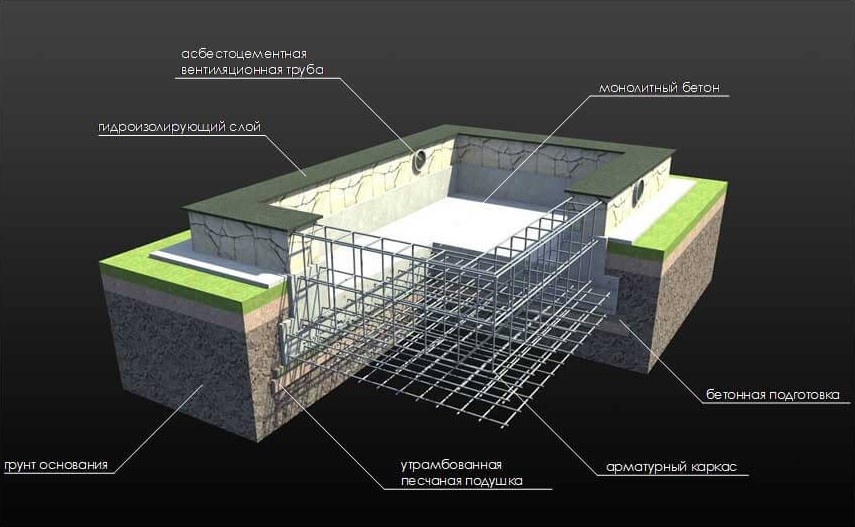 асбестоцементная
вентиляционная труба
монолитный бетон
гидроизолирующий слой
бетонная подготовка
грунт основания
утрамбованная
песчаная подушка
арматурный каркас